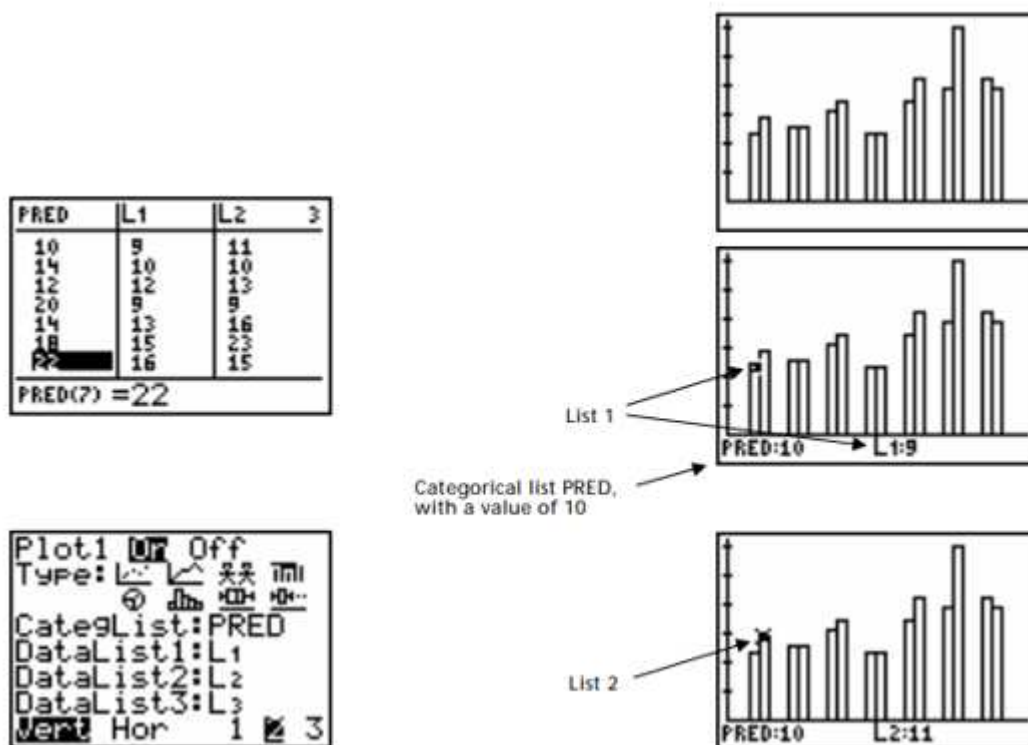 PRED L1 L2 3
10 9 11
14 10 10
12 12 13
20 9 9
14 13 16
18 15 23
22 16 15
PRED(7) =22
List 1
PRED:10 L1:9
Categorical list PRED,
with a value of 10
Plot1 On Off
Type:
CategList:PRED
DataList1:L1
DataList2:L2
DataList3:L3
Vert Hor 1 2 3
List 2
PRED:10 L2:11